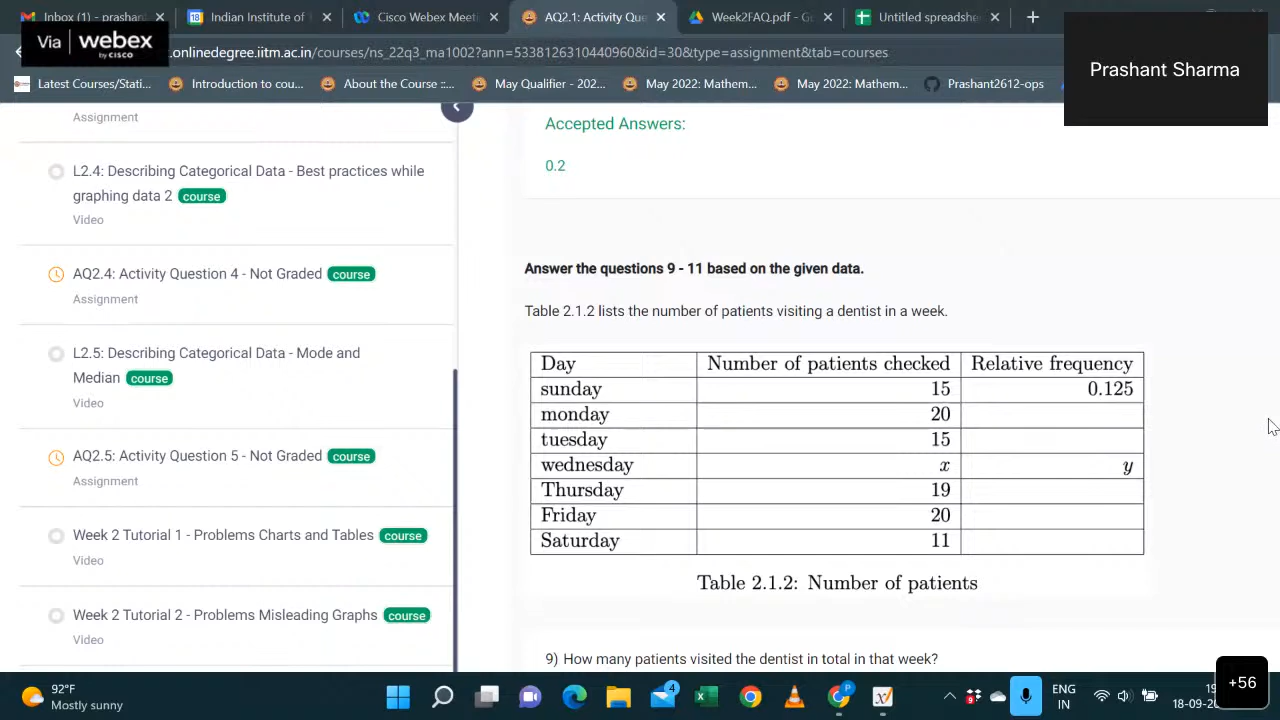 Inbox (1) - pras
Indian Institute of
Cisco Webex Meeti
AQ2.1: Activity Que
Week2FAQ.pdf - G
Untitled spreadshe
Via webex by CISCO
onlinedegree.iitm.ac.in/courses/ns_22q3_ma1002?ann=5338126310440960&id=30&type=assignment&tab=courses
Prashant Sharma
Latest Courses/Stati...
Introduction to cou...
About the Course :...
May Qualifier - 202...
May 2022: Mathem...
May 2022: Mathem...
Prashant2612-ops
Assignment
L2.4: Describing Categorical Data - Best practices while
graphing data 2 course
Video
AQ2.4: Activity Question 4 - Not Graded course
Assignment
L2.5: Describing Categorical Data - Mode and
Median course
Video
AQ2.5: Activity Question 5 - Not Graded course
Assignment
Week 2 Tutorial 1 - Problems Charts and Tables course
Video
Week 2 Tutorial 2 - Problems Misleading Graphs course
Video
Accepted Answers:
0.2
Answer the questions 9 - 11 based on the given data.
Table 2.1.2 lists the number of patients visiting a dentist in a week.
Day Number of patients checked Relative frequency
sunday 15 0.125
monday 20
tuesday 15
wednesday x y
Thursday 19
Friday 20
Saturday 11
Table 2.1.2: Number of patients
9) How many patients visited the dentist in total in that week?
92°F
Mostly sunny
4
9
ENG
IN
18-09-20
+56